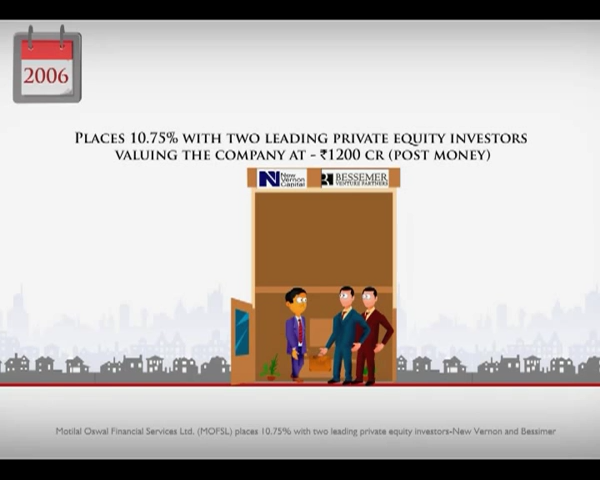 2006
PLACES 10.75% WITH TWO LEADING PRIVATE EQUITY INVESTORS
VALUING THE COMPANY AT - ₹1200 CR (POST MONEY)
N New Vernon Capital
BESSEMER
VENTURE PARTNERS
Motilal Oswal Financial Services Ltd. (MOFSL) places 10.75% with two leading private equity investors-New Vernon and Bessimer